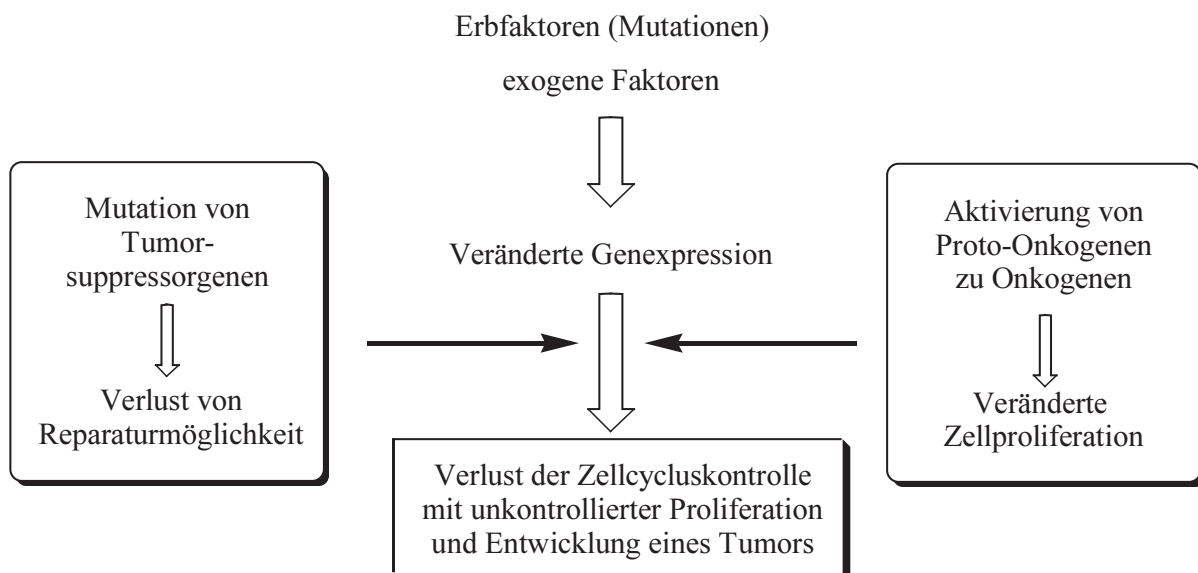 Erbfaktoren (Mutationen)
exogene Faktoren
Mutation von
Tumor-
suppressorgenen
Verlust von
Reparaturmöglichkeit
Veränderte Genexpression
Aktivierung von
Proto-Onkogenen
zu Onkogenen
Veränderte
Zellproliferation
Verlust der Zellcycluskontrolle
mit unkontrollierter Proliferation
und Entwicklung eines Tumors